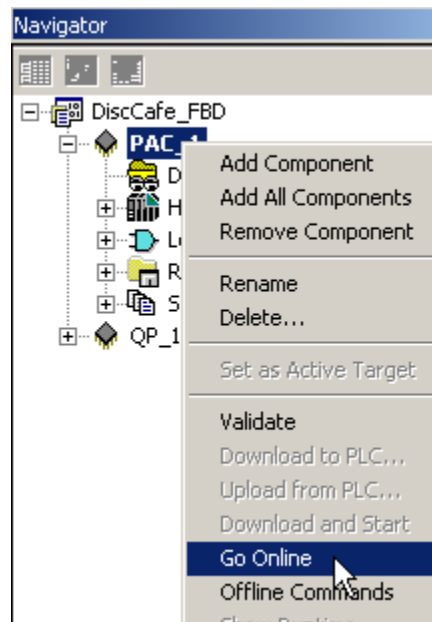 Navigator
DiscCafe_FBD
PAC_1
D
H
L
R
S
QP_1
Add Component
Add All Components
Remove Component
Rename
Delete...
Set as Active Target
Validate
Download to PLC...
Upload from PLC...
Download and Start
Go Online
Offline Commands